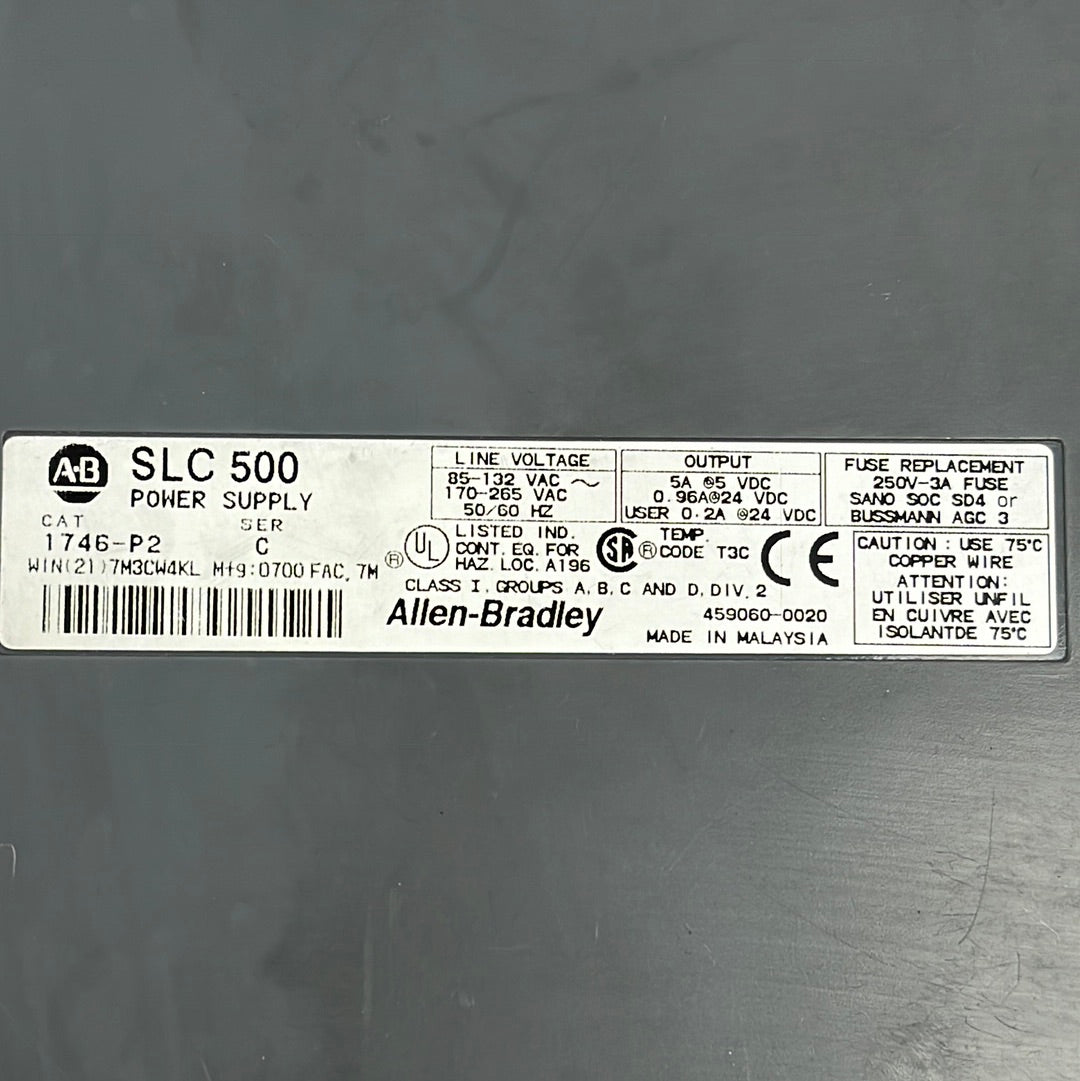 A-B
SLC 500
POWER SUPPLY
CAT SER
1746-P2 C
WIN(21)7M3CW4KL Mfg:0700 FAC. 7M
LINE VOLTAGE
85-132 VAC ~
170-265 VAC
50/60 HZ
OUTPUT
5A @5 VDC
0.96A@24 VDC
USER 0.2A @24 VDC
FUSE REPLACEMENT
250V-3A FUSE
SANO SOC SD4 or
BUSSMANN AGC 3
® UL
LISTED IND.
CONT. EQ. FOR
HAZ. LOC. A196
SA ®
TEMP.
CODE T3C
CE
CLASS I, GROUPS A, B, C AND D, DIV. 2
Allen-Bradley
459060-0020
MADE IN MALAYSIA
CAUTION: USE 75°C
COPPER WIRE
ATTENTION:
UTILISER UNFIL
EN CUIVRE AVEC
ISOLANTDE 75°C